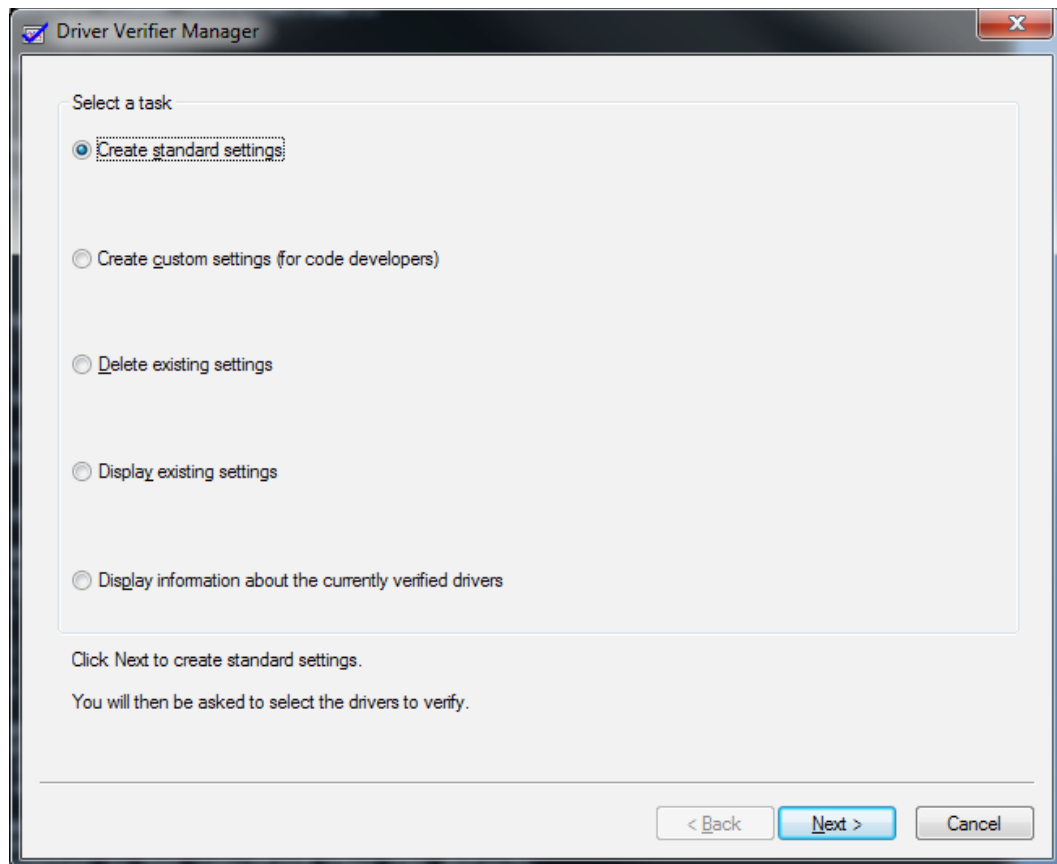 Driver Verifier Manager
Select a task
Create standard settings
Create custom settings (for code developers)
Delete existing settings
Display existing settings
Display information about the currently verified drivers
Click Next to create standard settings.
You will then be asked to select the drivers to verify.
< Back Next > Cancel